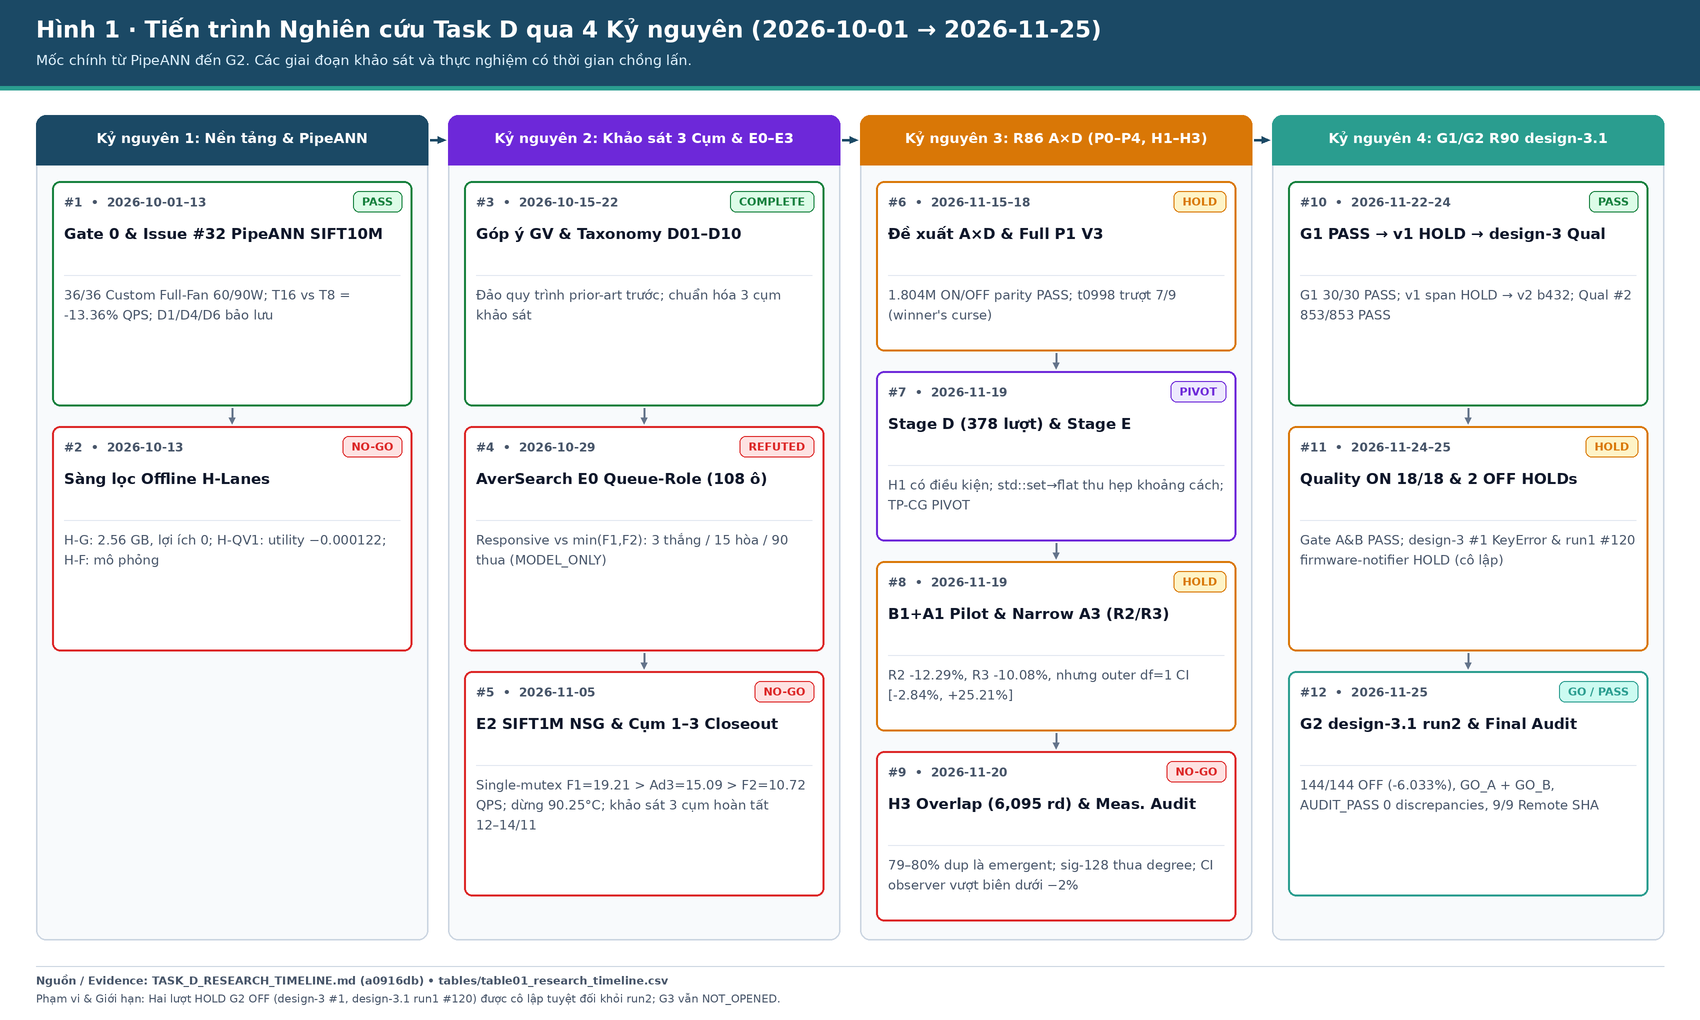 Hình 1 · Tiến trình Nghiên cứu Task D qua 4 Kỷ nguyên (2026-10-01 → 2026-11-25)
Mốc chính từ PipeANN đến G2. Các giai đoạn khảo sát và thực nghiệm có thời gian chồng lấn.
Kỷ nguyên 1: Nền tảng & PipeANN
#1 • 2026-10-01–13
PASS
Gate 0 & Issue #32 PipeANN SIFT10M
36/36 Custom Full-Fan 60/90W; T16 vs T8 =
-13.36% QPS; D1/D4/D6 bảo lưu
#2 • 2026-10-13
NO-GO
Sàng lọc Offline H-Lanes
H-G: 2.56 GB, lợi ích 0; H-QV1: utility −0.000122;
H-F: mô phỏng
Kỷ nguyên 2: Khảo sát 3 Cụm & E0–E3
#3 • 2026-10-15–22
COMPLETE
Góp ý GV & Taxonomy D01–D10
Đảo quy trình prior-art trước; chuẩn hóa 3 cụm
khảo sát
#4 • 2026-10-29
REFUTED
AverSearch E0 Queue-Role (108 ô)
Responsive vs min(F1,F2): 3 thắng / 15 hòa / 90
thua (MODEL_ONLY)
#5 • 2026-11-05
NO-GO
E2 SIFT1M NSG & Cụm 1–3 Closeout
Single-mutex F1=19.21 > Ad3=15.09 > F2=10.72
QPS; dừng 90.25°C; khảo sát 3 cụm hoàn tất
12–14/11
Kỷ nguyên 3: R86 A×D (P0–P4, H1–H3)
#6 • 2026-11-15–18
HOLD
Đề xuất A×D & Full P1 V3
1.804M ON/OFF parity PASS; t0998 trượt 7/9
(winner's curse)
#7 • 2026-11-19
PIVOT
Stage D (378 lượt) & Stage E
H1 có điều kiện; std::set→flat thu hẹp khoảng cách;
TP-CG PIVOT
#8 • 2026-11-19
HOLD
B1+A1 Pilot & Narrow A3 (R2/R3)
R2 -12.29%, R3 -10.08%, nhưng outer df=1 CI
[-2.84%, +25.21%]
#9 • 2026-11-20
NO-GO
H3 Overlap (6,095 rd) & Meas. Audit
79–80% dup là emergent; sig-128 thua degree; CI
observer vượt biên dưới −2%
Kỷ nguyên 4: G1/G2 R90 design-3.1
#10 • 2026-11-22–24
PASS
G1 PASS → v1 HOLD → design-3 Qual
G1 30/30 PASS; v1 span HOLD → v2 b432; Qual #2
853/853 PASS
#11 • 2026-11-24–25
HOLD
Quality ON 18/18 & 2 OFF HOLDs
Gate A&B PASS; design-3 #1 KeyError & run1 #120
firmware-notifier HOLD (cô lập)
#12 • 2026-11-25
GO / PASS
G2 design-3.1 run2 & Final Audit
144/144 OFF (-6.033%), GO_A + GO_B,
AUDIT_PASS 0 discrepancies, 9/9 Remote SHA
Nguồn / Evidence: TASK_D_RESEARCH_TIMELINE.md (a0916db) • tables/table01_research_timeline.csv
Phạm vi & Giới hạn: Hai lượt HOLD G2 OFF (design-3 #1, design-3.1 run1 #120) được cô lập tuyệt đối khỏi run2; G3 vẫn NOT_OPENED.